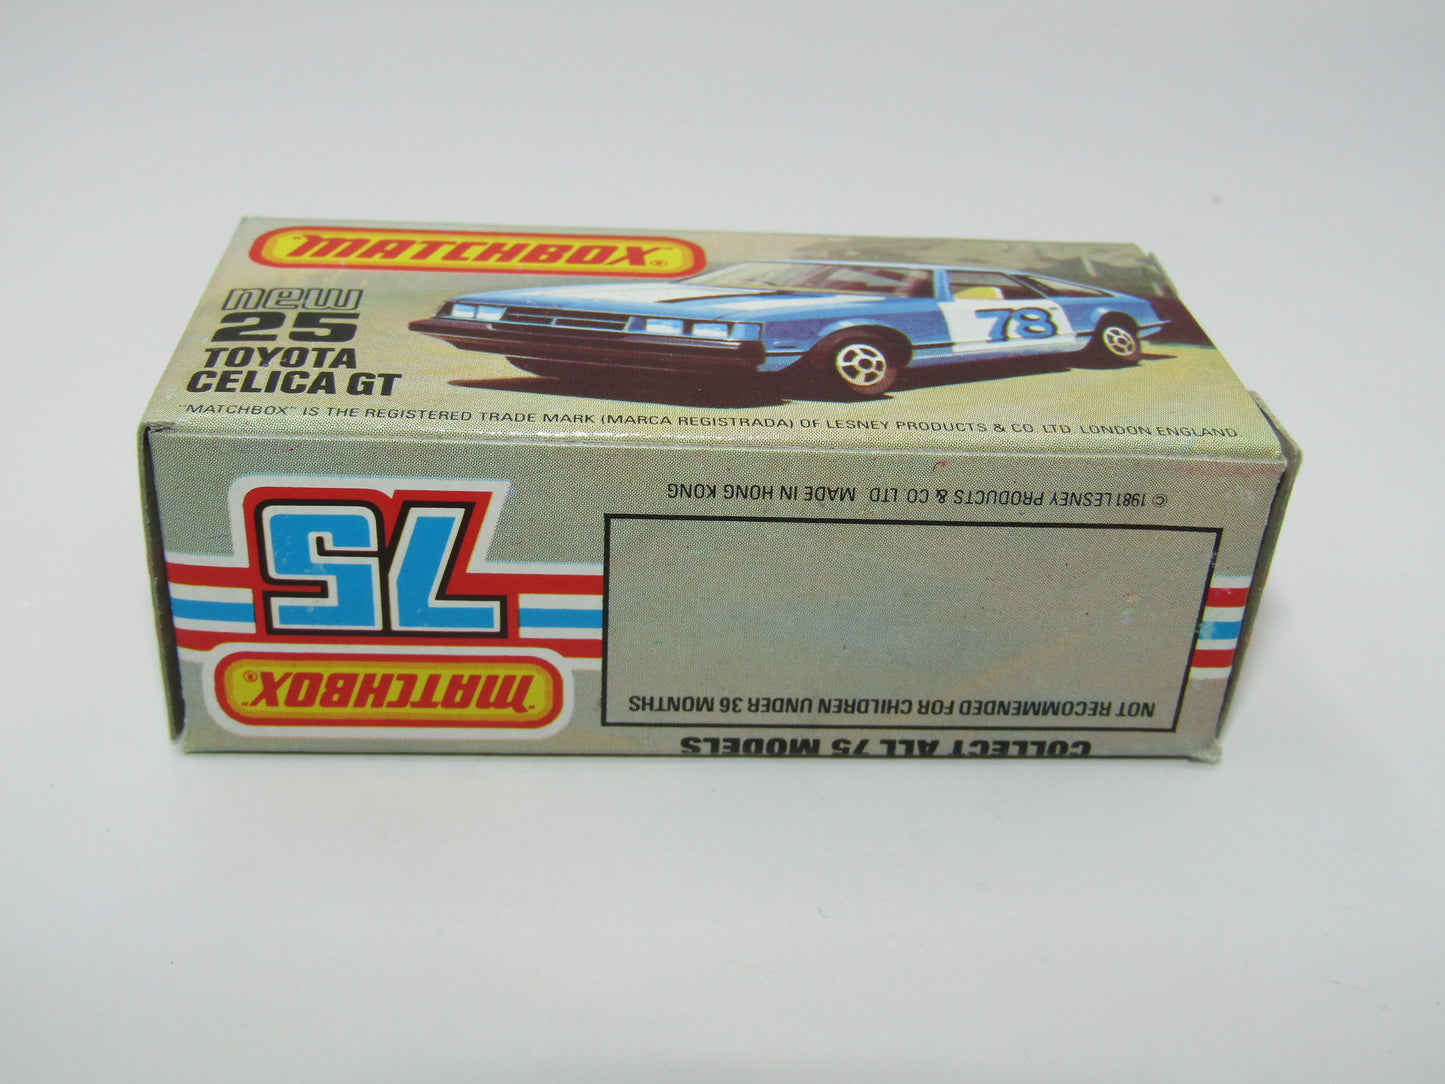 "MATCHBOX"®
new
25
TOYOTA
CELICA GT
78
"MATCHBOX" IS THE REGISTERED TRADE MARK (MARCA REGISTRADA) OF LESNEY PRODUCTS & CO. LTD. LONDON ENGLAND
COLLECT ALL 75 MODELS
"MATCHBOX"®
75
NOT RECOMMENDED FOR CHILDREN UNDER 36 MONTHS
© 1981 LESNEY PRODUCTS & CO. LTD. MADE IN HONG KONG